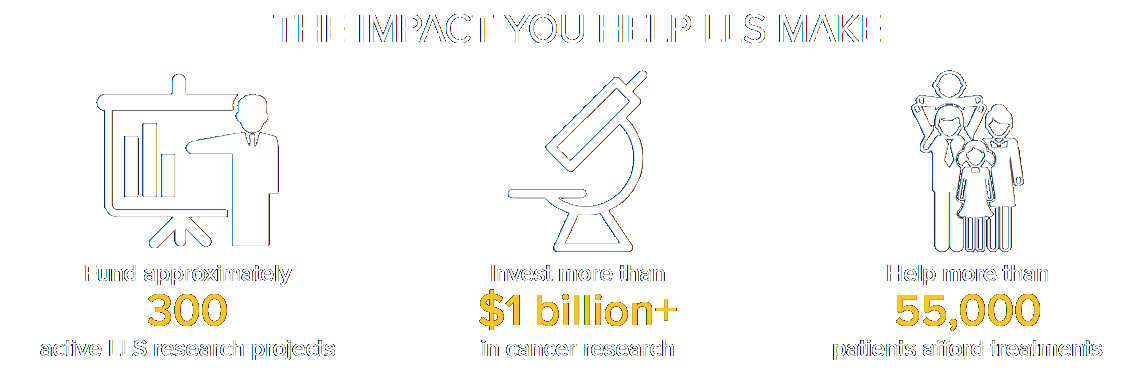 THE IMPACT YOU HELP LLS MAKE
Fund approximately
300
active LLS research projects
Invest more than
$1 billion+
in cancer research
Help more than
55,000
patients afford treatments